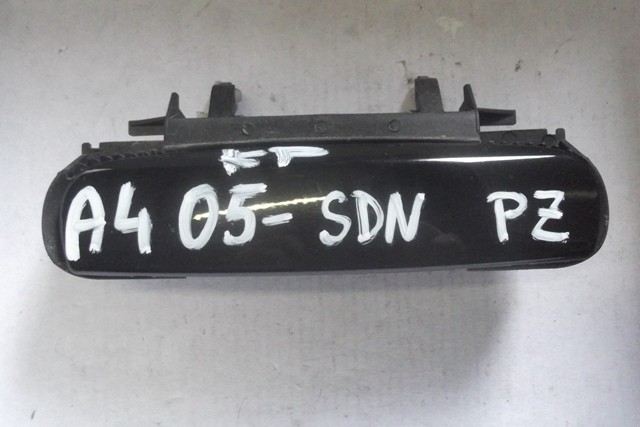 A4 05- SDN PZ